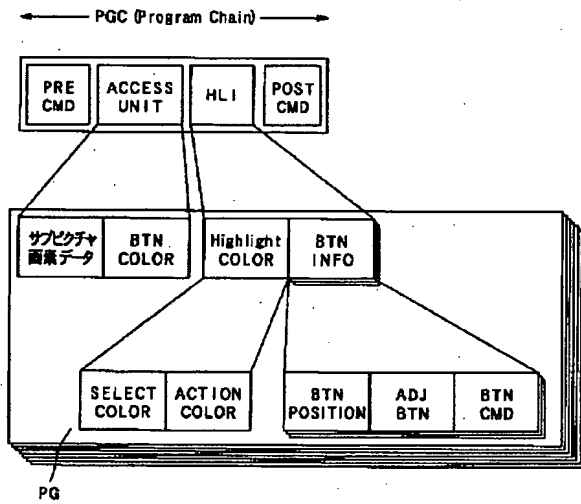 PGC (Program Chain)
PRE
CMD
ACCESS
UNIT
HLI
POST
CMD
サブピクチャ
画素データ
BTN
COLOR
Highlight
COLOR
BTN
INFO
SELECT
COLOR
ACTION
COLOR
BTN
POSITION
ADJ
BTN
BTN
CMD
PG